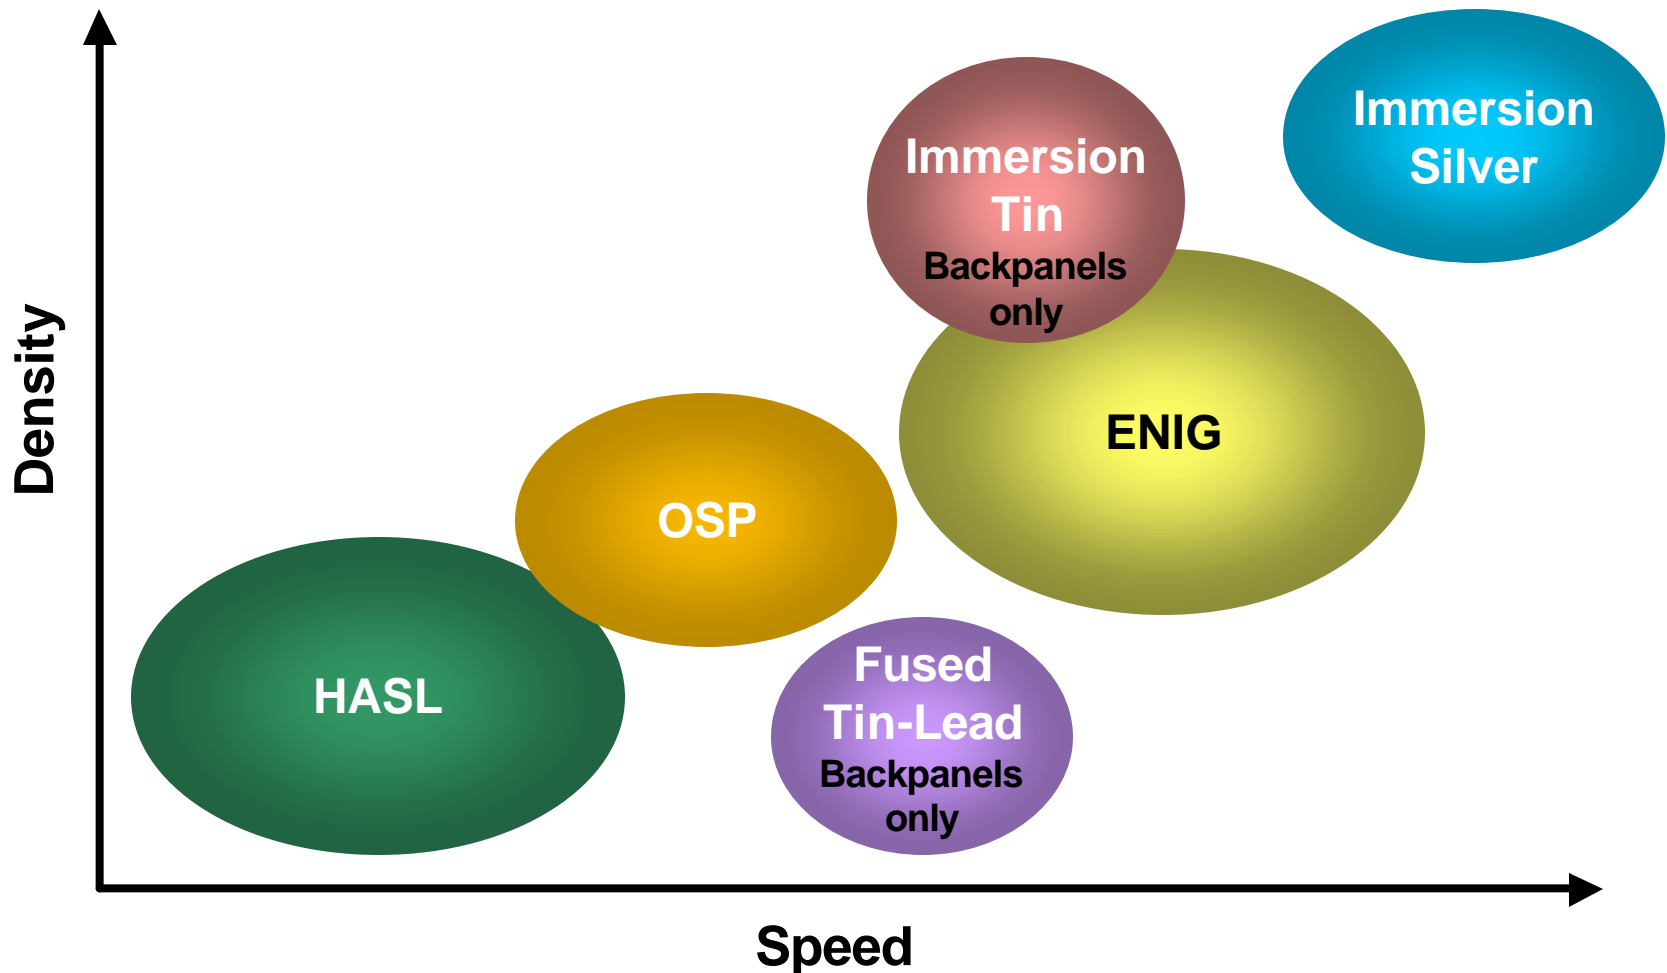 Immersion
Silver
Immersion
Tin
Backpanels
only
Density
ENIG
OSP
HASL
Fused
Tin-Lead
Backpanels
only
Speed